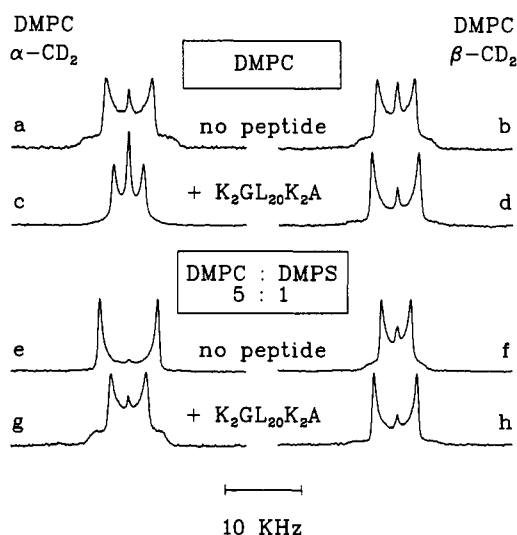 DMPC
α-CD₂
DMPC
β-CD₂
DMPC
a no peptide b
c + K₂GL₂₀K₂A d
DMPC : DMPS
5 : 1
e no peptide f
g + K₂GL₂₀K₂A h
10 KHz